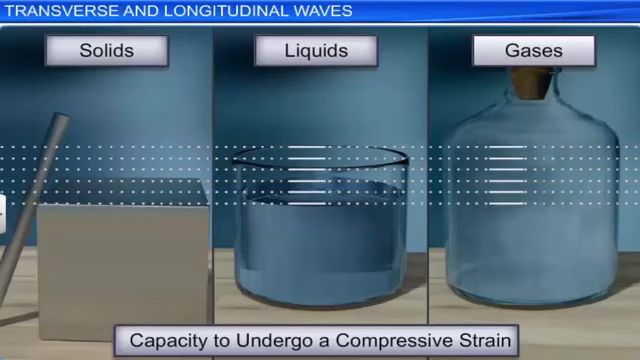 TRANSVERSE AND LONGITUDINAL WAVES
Solids
Liquids
Gases
Capacity to Undergo a Compressive Strain